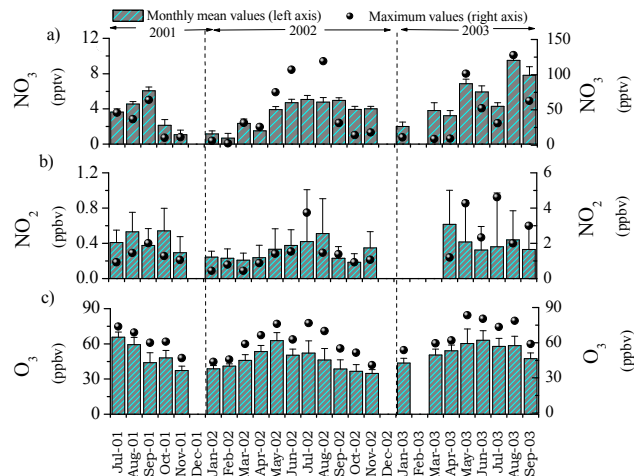 Monthly mean values (left axis) Maximum values (right axis)
2001 2002 2003
a)
12
8
4
0
NO3
(pptv)
150
100
50
0
NO3
(pptv)
b)
1.2
0.8
0.4
0.0
NO2
(ppbv)
6
4
2
0
NO2
(ppbv)
c)
90
60
30
0
O3
(ppbv)
90
60
30
0
O3
(ppbv)
Jul-01
Aug-01
Sep-01
Oct-01
Nov-01
Dec-01
Jan-02
Feb-02
Mar-02
Apr-02
May-02
Jun-02
Jul-02
Aug-02
Sep-02
Oct-02
Nov-02
Dec-02
Jan-03
Feb-03
Mar-03
Apr-03
May-03
Jun-03
Jul-03
Aug-03
Sep-03